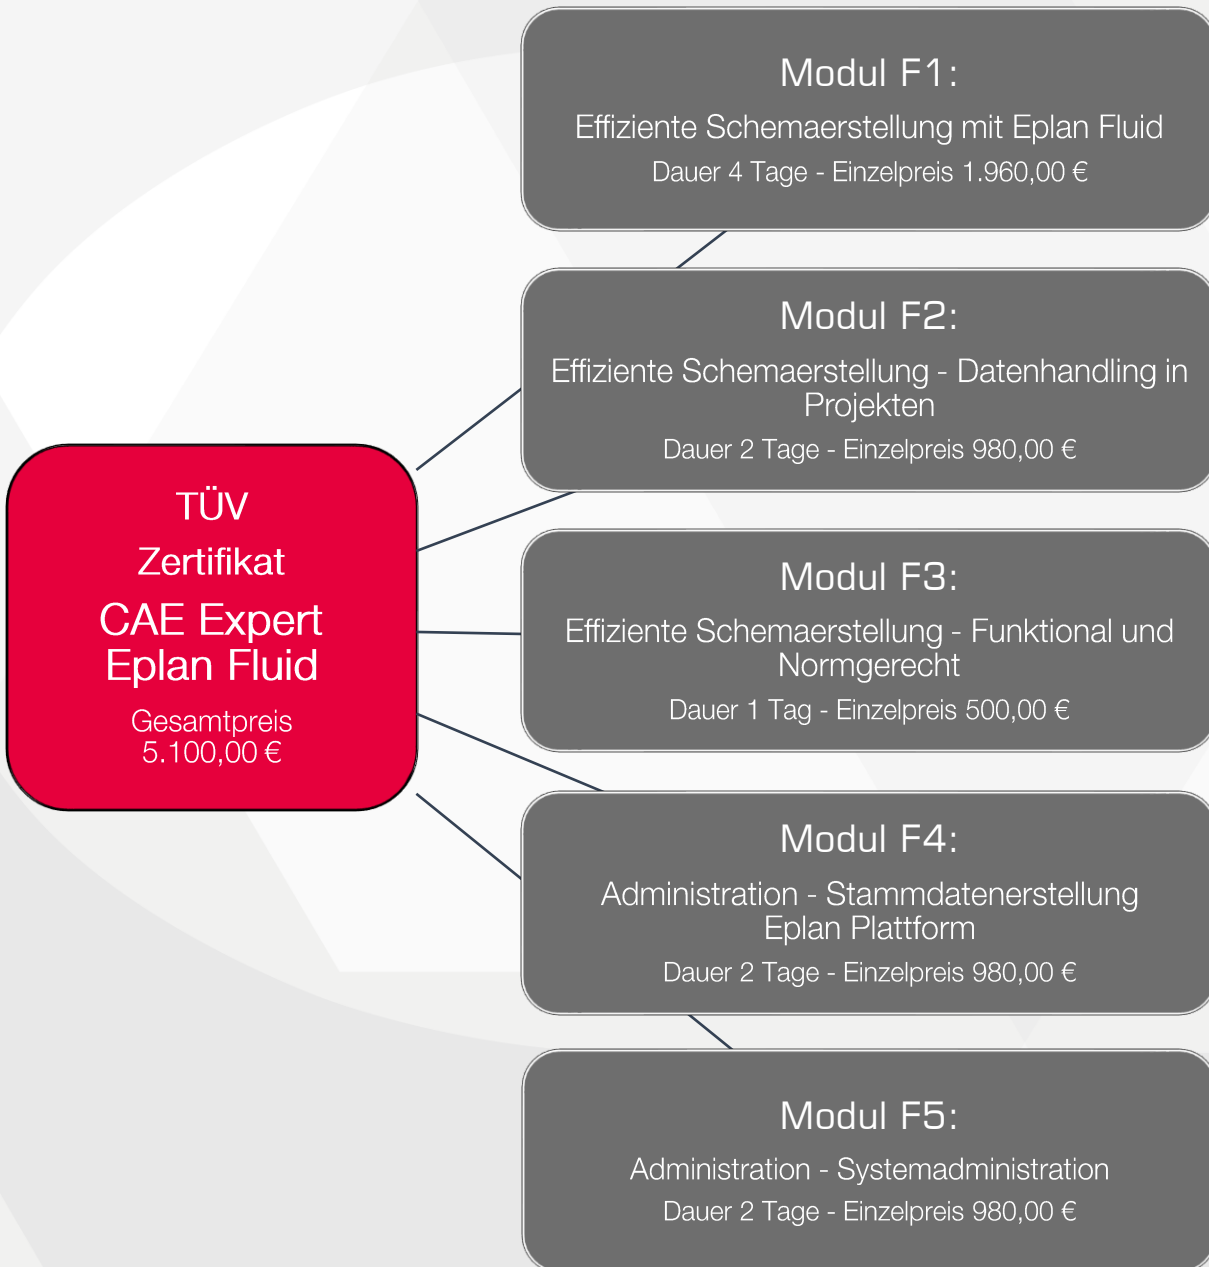 Modul F1:
Effiziente Schemaerstellung mit Eplan Fluid
Dauer 4 Tage - Einzelpreis 1.960,00 €
Modul F2:
Effiziente Schemaerstellung - Datenhandling in
Projekten
Dauer 2 Tage - Einzelpreis 980,00 €
TÜV
Zertifikat
CAE Expert
Eplan Fluid
Gesamtpreis
5.100,00 €
Modul F3:
Effiziente Schemaerstellung - Funktional und
Normgerecht
Dauer 1 Tag - Einzelpreis 500,00 €
Modul F4:
Administration - Stammdatenerstellung
Eplan Plattform
Dauer 2 Tage - Einzelpreis 980,00 €
Modul F5:
Administration - Systemadministration
Dauer 2 Tage - Einzelpreis 980,00 €